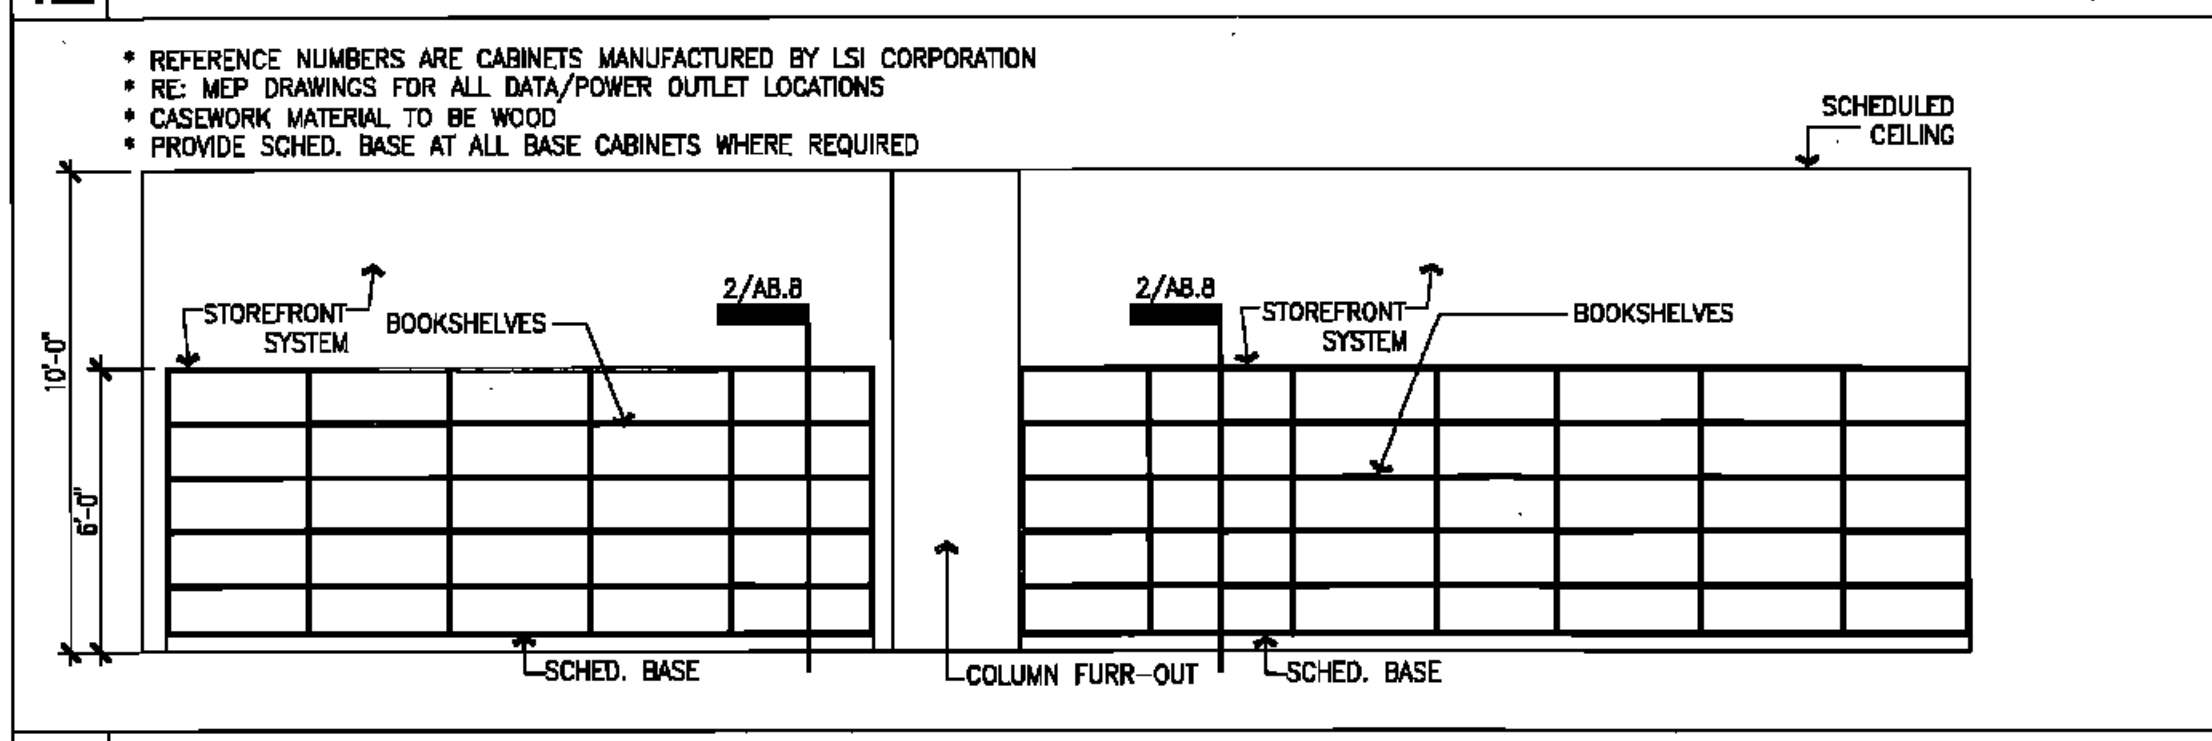 * REFERENCE NUMBERS ARE CABINETS MANUFACTURED BY LSI CORPORATION
* RE: MEP DRAWINGS FOR ALL DATA/POWER OUTLET LOCATIONS
* CASEWORK MATERIAL TO BE WOOD
* PROVIDE SCHED. BASE AT ALL BASE CABINETS WHERE REQUIRED
SCHEDULED
CEILING
2/A8.8
2/A8.8
STOREFRONT
SYSTEM
BOOKSHELVES
STOREFRONT
SYSTEM
BOOKSHELVES
10'-0"
6'-0"
SCHED. BASE
COLUMN FURR-OUT
SCHED. BASE